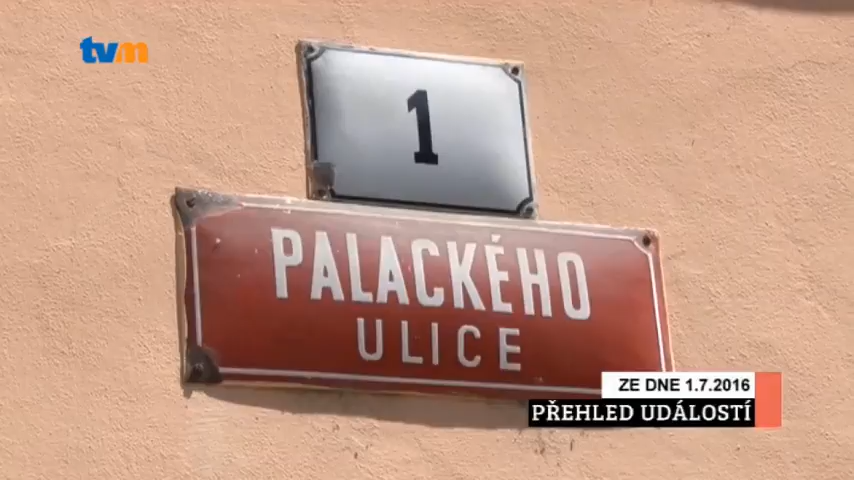 tvm
1
PALACKÉHO
ULICE
ZE DNE 1.7.2016
PŘEHLED UDÁLOSTÍ